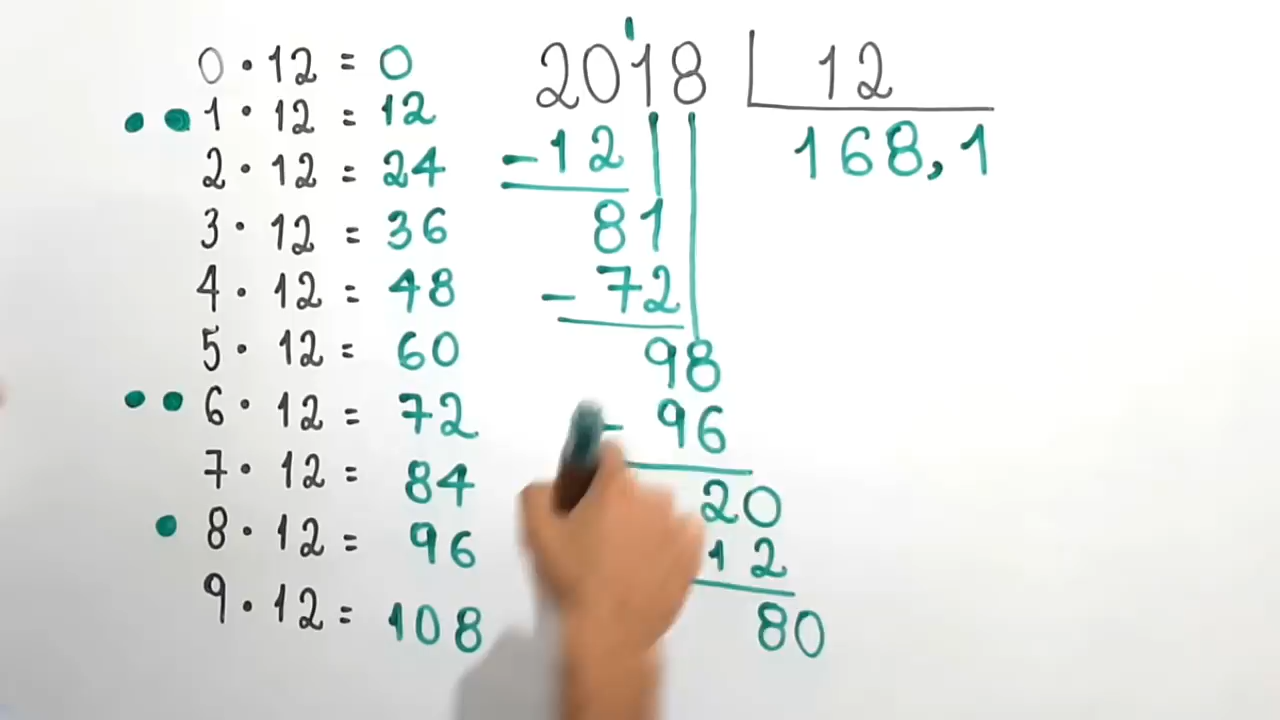 0 · 12 = 0
1 · 12 = 12
2 · 12 = 24
3 · 12 = 36
4 · 12 = 48
5 · 12 = 60
6 · 12 = 72
7 · 12 = 84
8 · 12 = 96
9 · 12 = 108
2018 | 12
168,1
-12
81
- 72
98
- 96
20
12
80